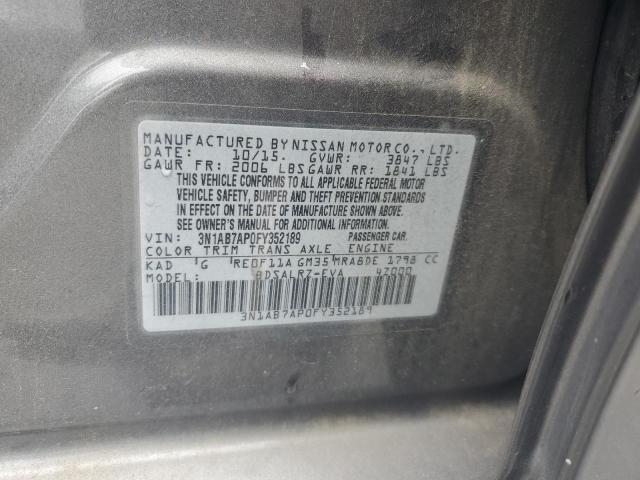 MANUFACTURED BY NISSAN MOTOR CO., LTD.
DATE: 10/15. GVWR: 3847 LBS
GAWR FR: 2006 LBS GAWR RR: 1841 LBS
THIS VEHICLE CONFORMS TO ALL APPLICABLE FEDERAL MOTOR
VEHICLE SAFETY, BUMPER AND THEFT PREVENTION STANDARDS
IN EFFECT ON THE DATE OF MANUFACTURE SHOWN ABOVE.
SEE OWNER'S MANUAL FOR ADDITIONAL INFORMATION.
VIN: 3N1AB7AP0FY352189 PASSENGER CAR.
COLOR TRIM TRANS AXLE ENGINE
KAD G RE0F11A GM35 MRA8DE 1798 CC
MODEL: BDSALRZ-EVA 47000
3N1AB7AP0FY352189